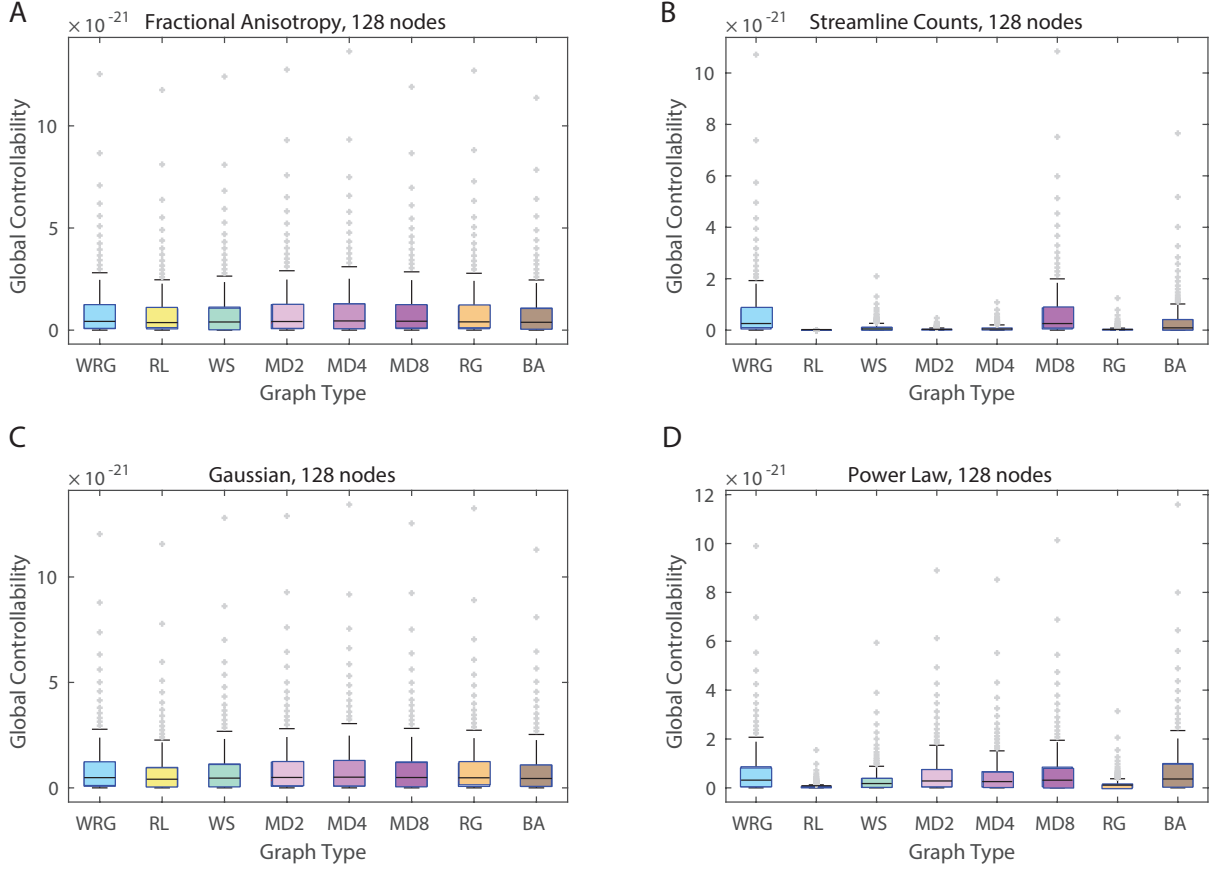 A
Fractional Anisotropy, 128 nodes
× 10⁻²¹
10
5
0
Global Controllability
WRG RL WS MD2 MD4 MD8 RG BA
Graph Type
B
Streamline Counts, 128 nodes
× 10⁻²¹
10
8
6
4
2
0
Global Controllability
WRG RL WS MD2 MD4 MD8 RG BA
Graph Type
C
Gaussian, 128 nodes
× 10⁻²¹
10
5
0
Global Controllability
WRG RL WS MD2 MD4 MD8 RG BA
Graph Type
D
Power Law, 128 nodes
× 10⁻²¹
12
10
8
6
4
2
0
Global Controllability
WRG RL WS MD2 MD4 MD8 RG BA
Graph Type